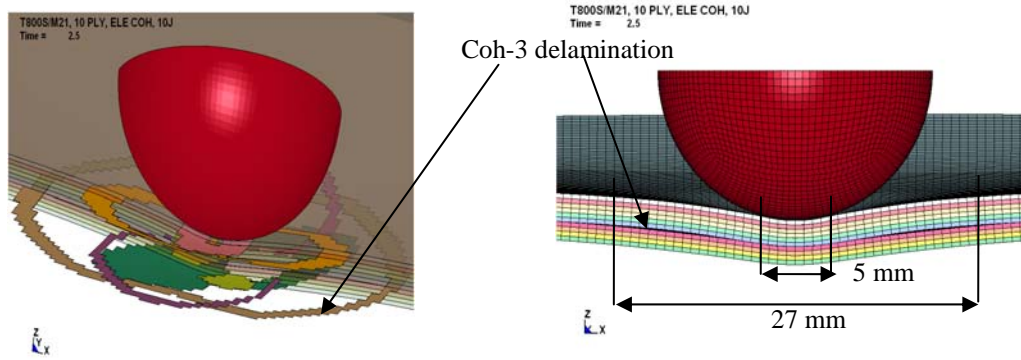 T800S/M21, 10 PLY, ELE COH, 10J
Time = 2.5
T800S/M21, 10 PLY, ELE COH, 10J
Time = 2.5
Coh-3 delamination
5 mm
27 mm
Z
Y
X
Z
X